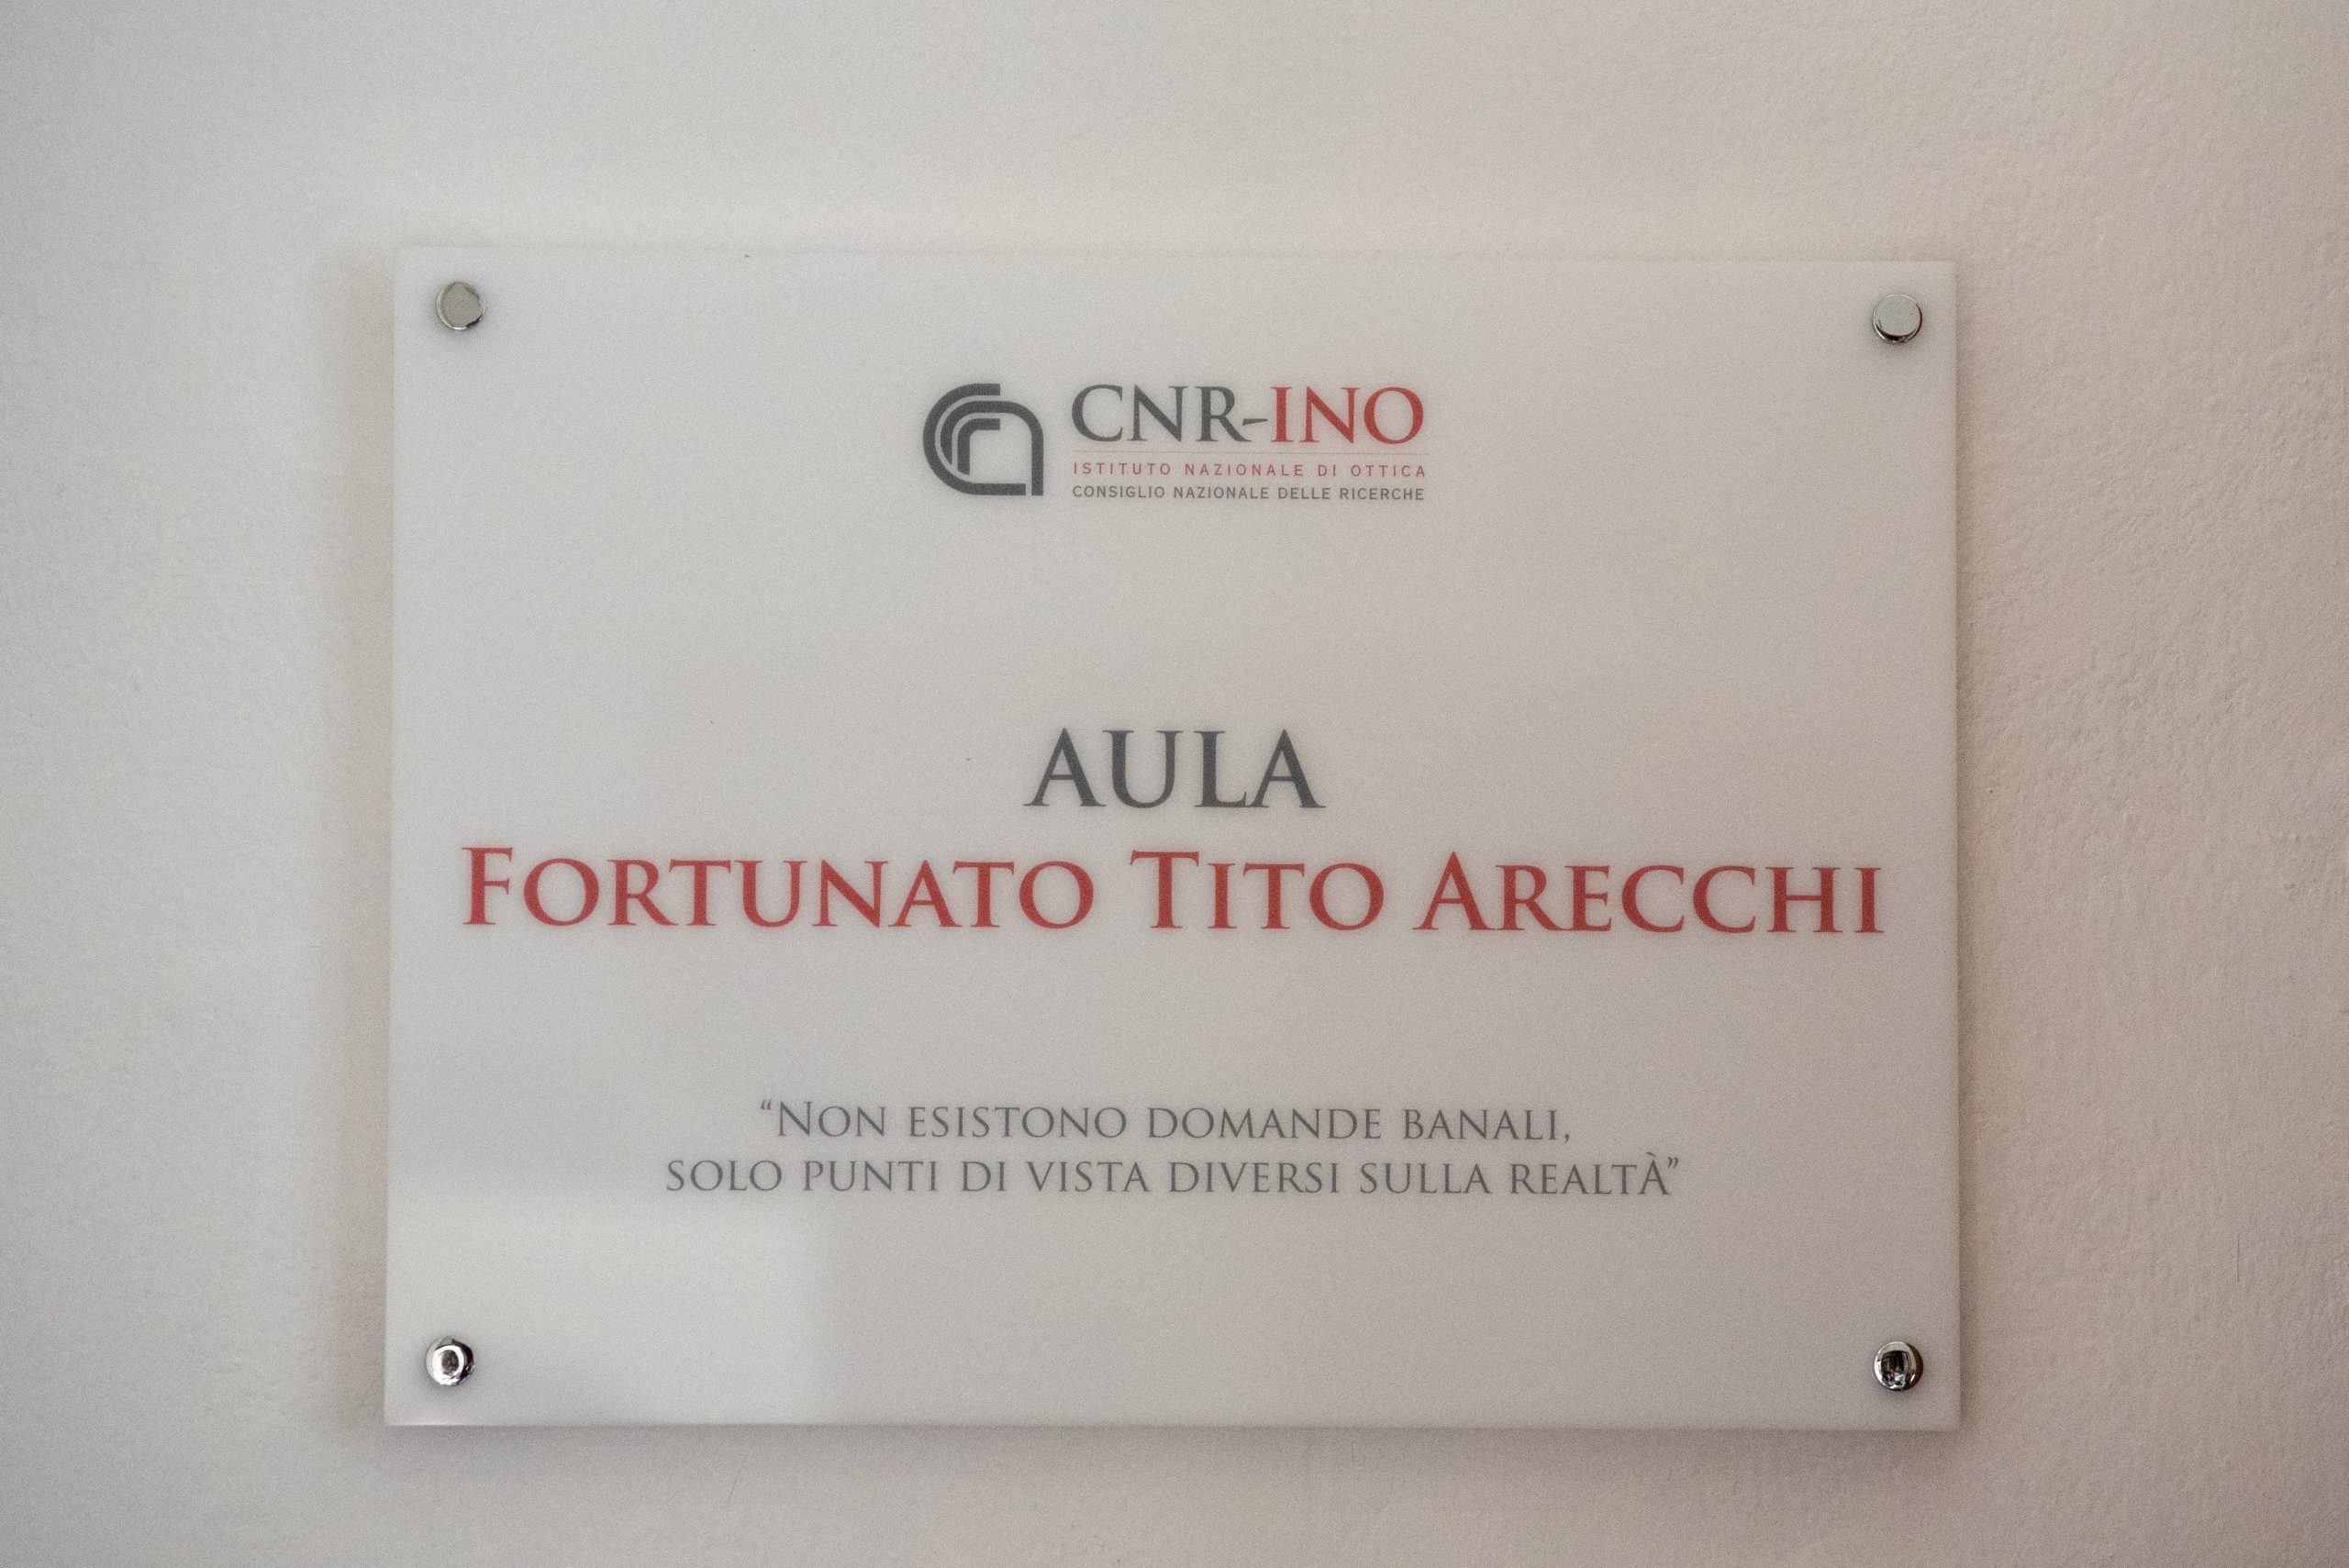 CNR-INO
ISTITUTO NAZIONALE DI OTTICA
CONSIGLIO NAZIONALE DELLE RICERCHE
AULA
FORTUNATO TITO ARECCHI
“NON ESISTONO DOMANDE BANALI,
SOLO PUNTI DI VISTA DIVERSI SULLA REALTÀ”